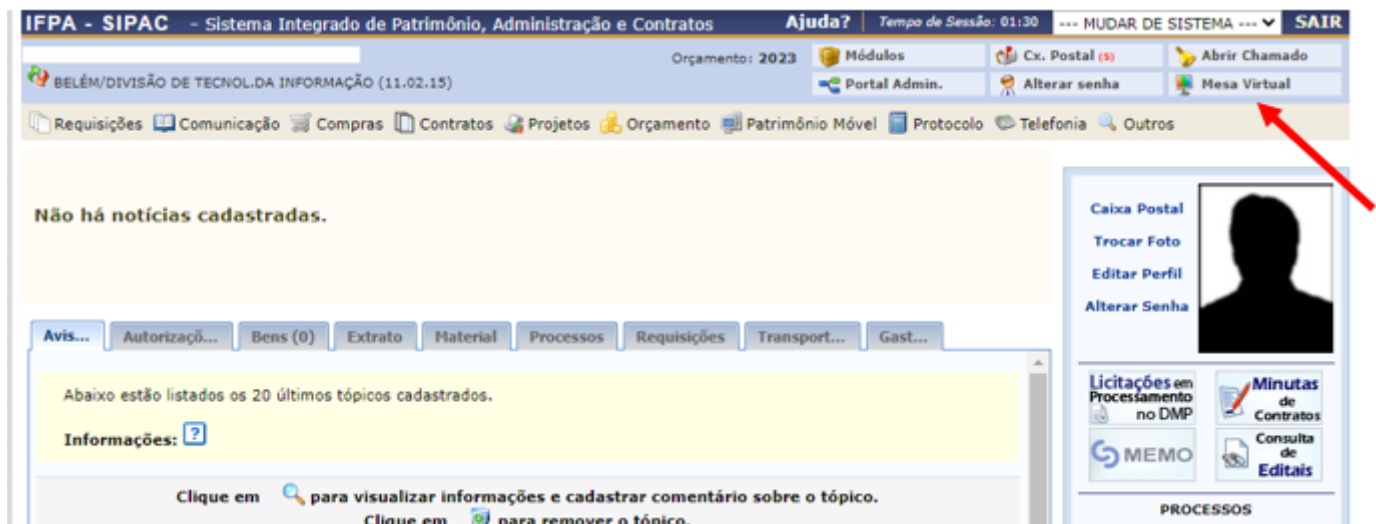 IFPA - SIPAC - Sistema Integrado de Patrimônio, Administração e Contratos Ajuda? Tempo de Sessão: 01:30 --- MUDAR DE SISTEMA --- SAIR
Orçamento: 2023 Módulos Cx. Postal (5) Abrir Chamado
BELÉM/DIVISÃO DE TECNOL.DA INFORMAÇÃO (11.02.15) Portal Admin. Alterar senha Mesa Virtual
Requisições Comunicação Compras Contratos Projetos Orçamento Patrimônio Móvel Protocolo Telefonia Outros
Não há notícias cadastradas.
Caixa Postal
Trocar Foto
Editar Perfil
Alterar Senha
Avis... Autorizaçõ... Bens (0) Extrato Material Processos Requisições Transport... Gast...
Abaixo estão listados os 20 últimos tópicos cadastrados.
Informações: ?
Clique em para visualizar informações e cadastrar comentário sobre o tópico.
Clique em para remover o tópico.
Licitações em
Processamento
no DMP
Minutas
de
Contratos
MEMO
Consulta
de
Editais
PROCESSOS